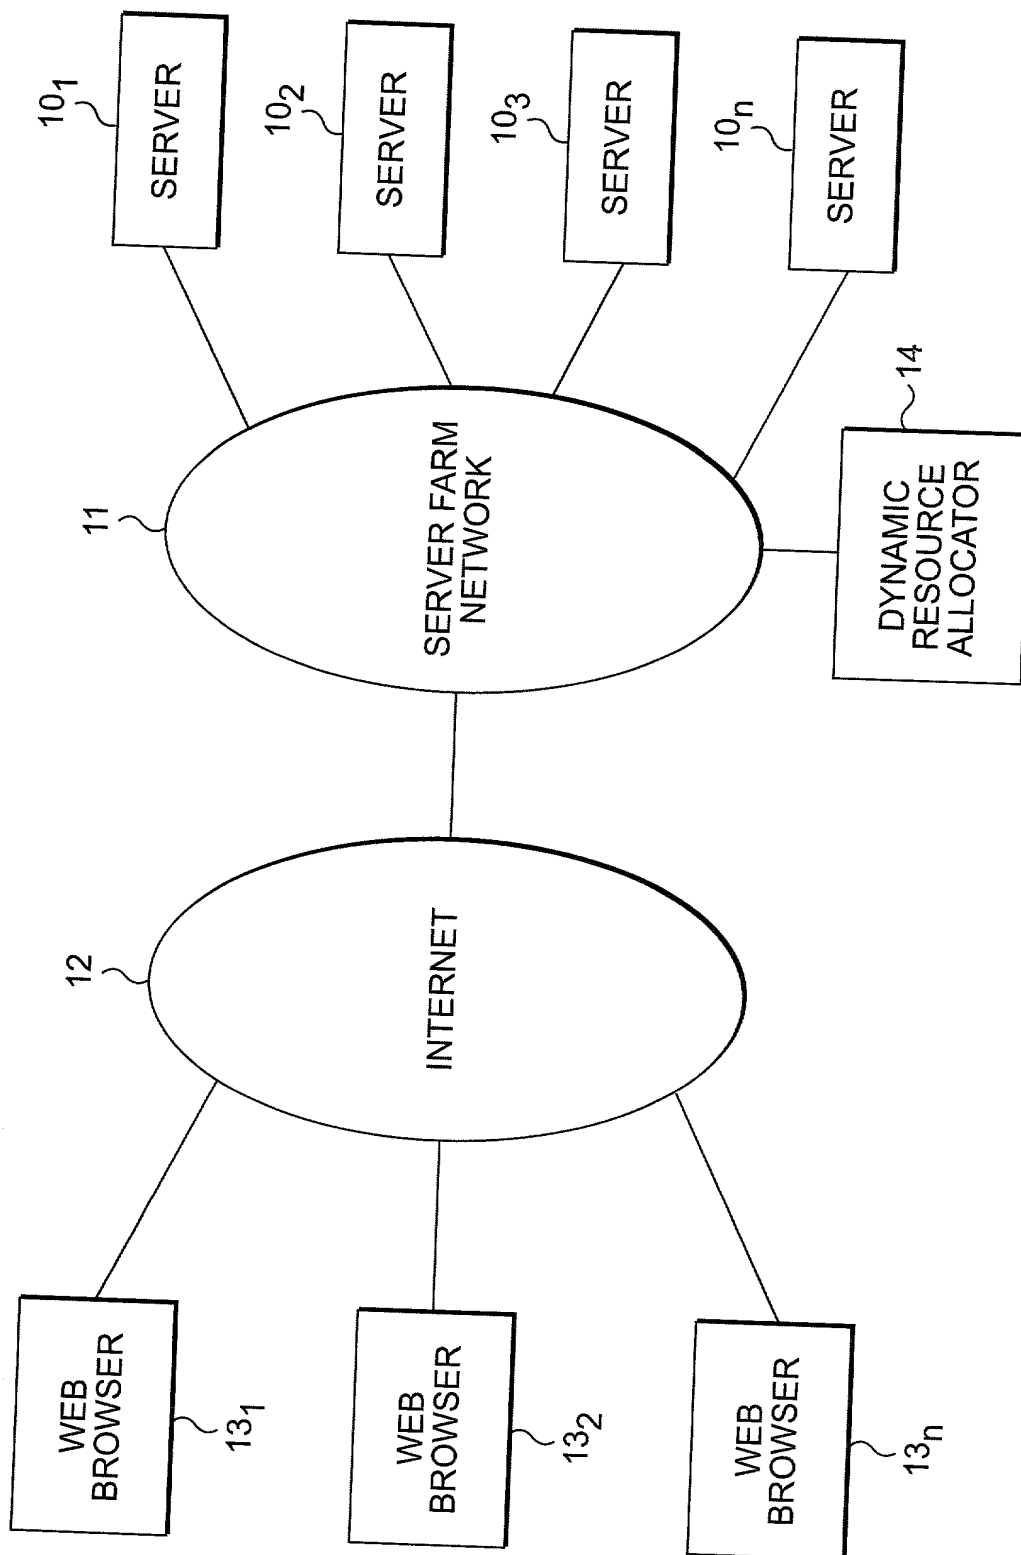 WEB
BROWSER
13₁
WEB
BROWSER
13₂
WEB
BROWSER
13ₙ
12
INTERNET
11
SERVER FARM
NETWORK
DYNAMIC
RESOURCE
ALLOCATOR
14
10₁
SERVER
10₂
SERVER
10₃
SERVER
10ₙ
SERVER